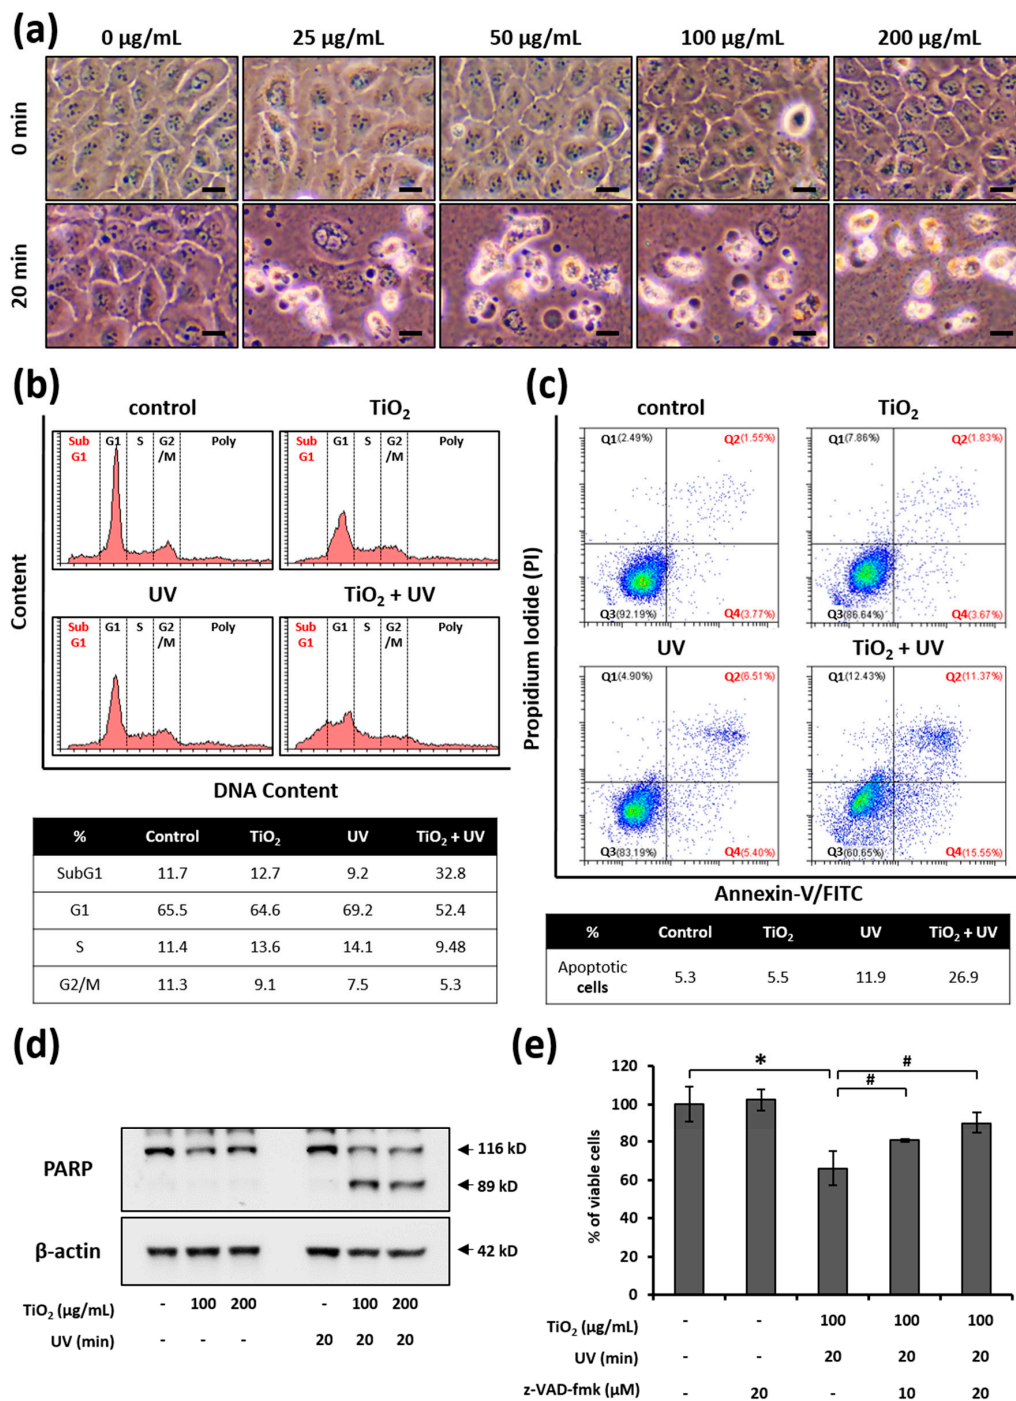 (a)
0 µg/mL 25 µg/mL 50 µg/mL 100 µg/mL 200 µg/mL
0 min
20 min
(b)
control TiO₂
Sub G1 G1 S G2 /M Poly
Sub G1 G1 S G2 /M Poly
UV TiO₂ + UV
Sub G1 G1 S G2 /M Poly
Sub G1 G1 S G2 /M Poly
Content
DNA Content
% Control TiO₂ UV TiO₂ + UV
SubG1 11.7 12.7 9.2 32.8
G1 65.5 64.6 69.2 52.4
S 11.4 13.6 14.1 9.48
G2/M 11.3 9.1 7.5 5.3
(c)
control TiO₂
Q1(2.49%) Q2(1.55%) Q1(7.86%) Q2(1.83%)
Q3(92.19%) Q4(3.77%) Q3(86.64%) Q4(3.67%)
UV TiO₂ + UV
Q1(4.90%) Q2(6.51%) Q1(12.43%) Q2(11.37%)
Q3(83.19%) Q4(5.40%) Q3(60.65%) Q4(15.55%)
Propidium Iodide (PI)
Annexin-V/FITC
% Control TiO₂ UV TiO₂ + UV
Apoptotic cells 5.3 5.5 11.9 26.9
(d)
PARP
116 kD
89 kD
β-actin
42 kD
TiO₂ (µg/mL) - 100 200 - 100 200
UV (min) 20 20 20
(e)
% of viable cells
120
100
80
60
40
20
0
* # #
TiO₂ (µg/mL) - - 100 100 100
UV (min) - - 20 20 20
z-VAD-fmk (µM) - 20 - 10 20